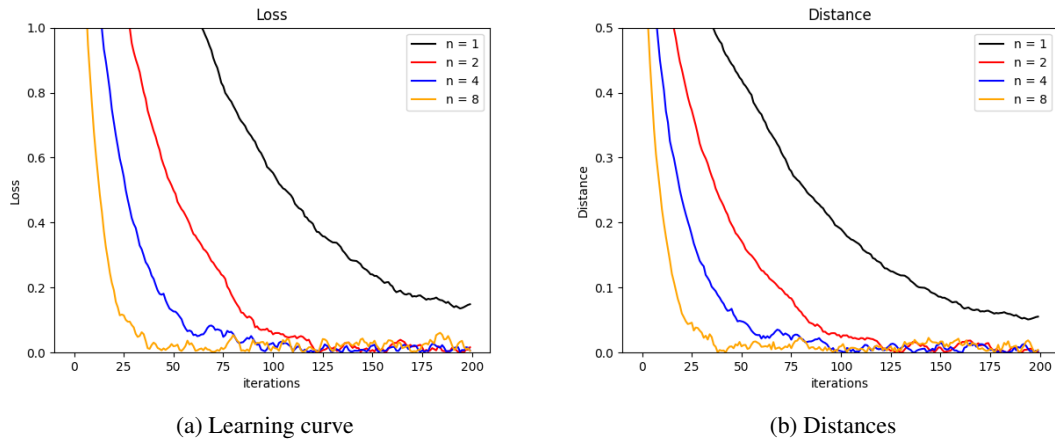 Loss
1.0
0.8
0.6
0.4
0.2
0.0
Loss
n = 1
n = 2
n = 4
n = 8
0 25 50 75 100 125 150 175 200
iterations
(a) Learning curve
Distance
0.5
0.4
0.3
0.2
0.1
0.0
Distance
n = 1
n = 2
n = 4
n = 8
0 25 50 75 100 125 150 175 200
iterations
(b) Distances